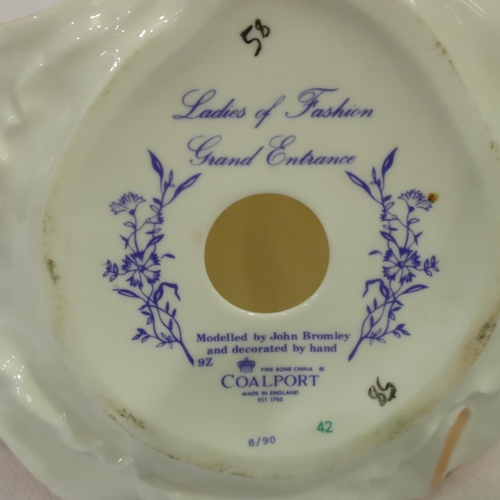 58
Ladies of Fashion
Grand Entrance
Modelled by John Bromley
and decorated by hand
9Z
FINE BONE CHINA ®
COALPORT
MADE IN ENGLAND
EST 1750
85
42
8/90